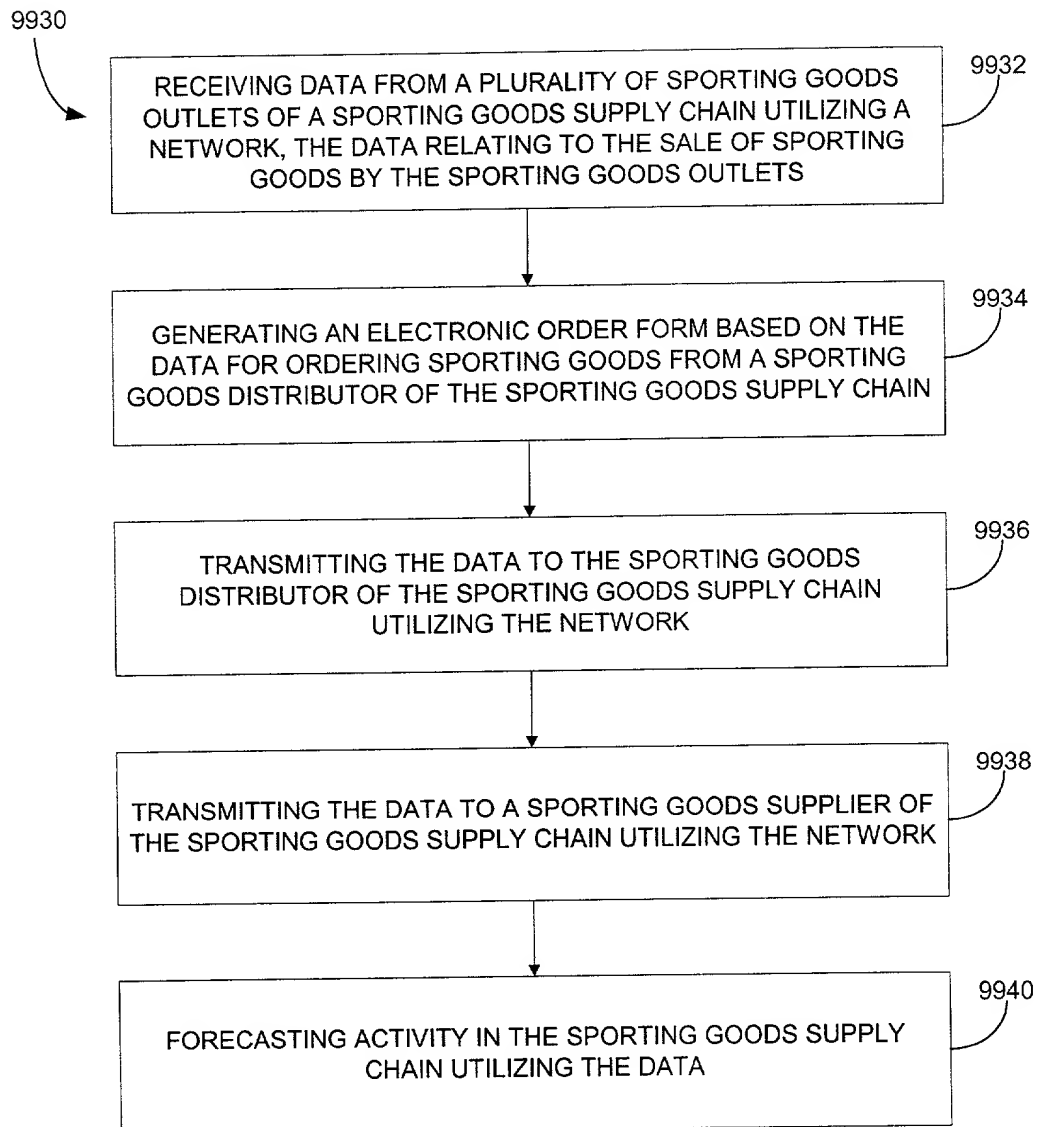 9930
9932
RECEIVING DATA FROM A PLURALITY OF SPORTING GOODS
OUTLETS OF A SPORTING GOODS SUPPLY CHAIN UTILIZING A
NETWORK, THE DATA RELATING TO THE SALE OF SPORTING
GOODS BY THE SPORTING GOODS OUTLETS
9934
GENERATING AN ELECTRONIC ORDER FORM BASED ON THE
DATA FOR ORDERING SPORTING GOODS FROM A SPORTING
GOODS DISTRIBUTOR OF THE SPORTING GOODS SUPPLY CHAIN
9936
TRANSMITTING THE DATA TO THE SPORTING GOODS
DISTRIBUTOR OF THE SPORTING GOODS SUPPLY CHAIN
UTILIZING THE NETWORK
9938
TRANSMITTING THE DATA TO A SPORTING GOODS SUPPLIER OF
THE SPORTING GOODS SUPPLY CHAIN UTILIZING THE NETWORK
9940
FORECASTING ACTIVITY IN THE SPORTING GOODS SUPPLY
CHAIN UTILIZING THE DATA